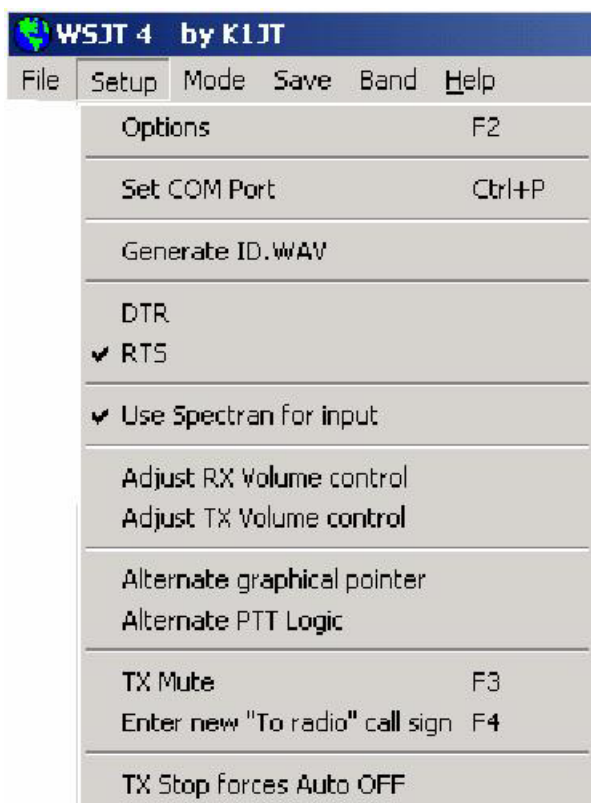 WSJT 4 by K1JT
File Setup Mode Save Band Help
Options F2
Set COM Port Ctrl+P
Generate ID.WAV
DTR
RTS
Use Spectran for input
Adjust RX Volume control
Adjust TX Volume control
Alternate graphical pointer
Alternate PTT Logic
TX Mute F3
Enter new "To radio" call sign F4
TX Stop forces Auto OFF